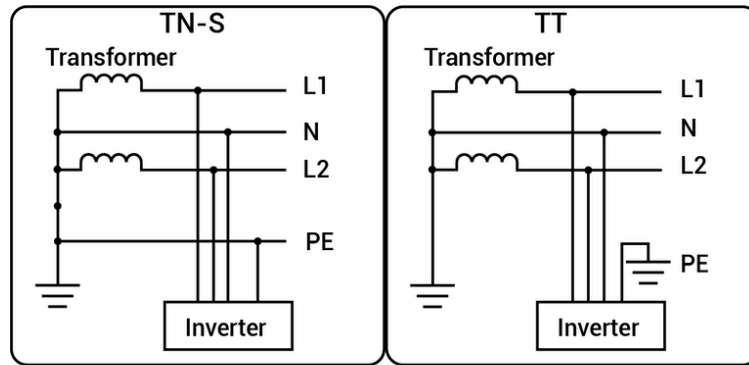 TN-S
Transformer
L1
N
L2
PE
Inverter
TT
Transformer
L1
N
L2
PE
Inverter